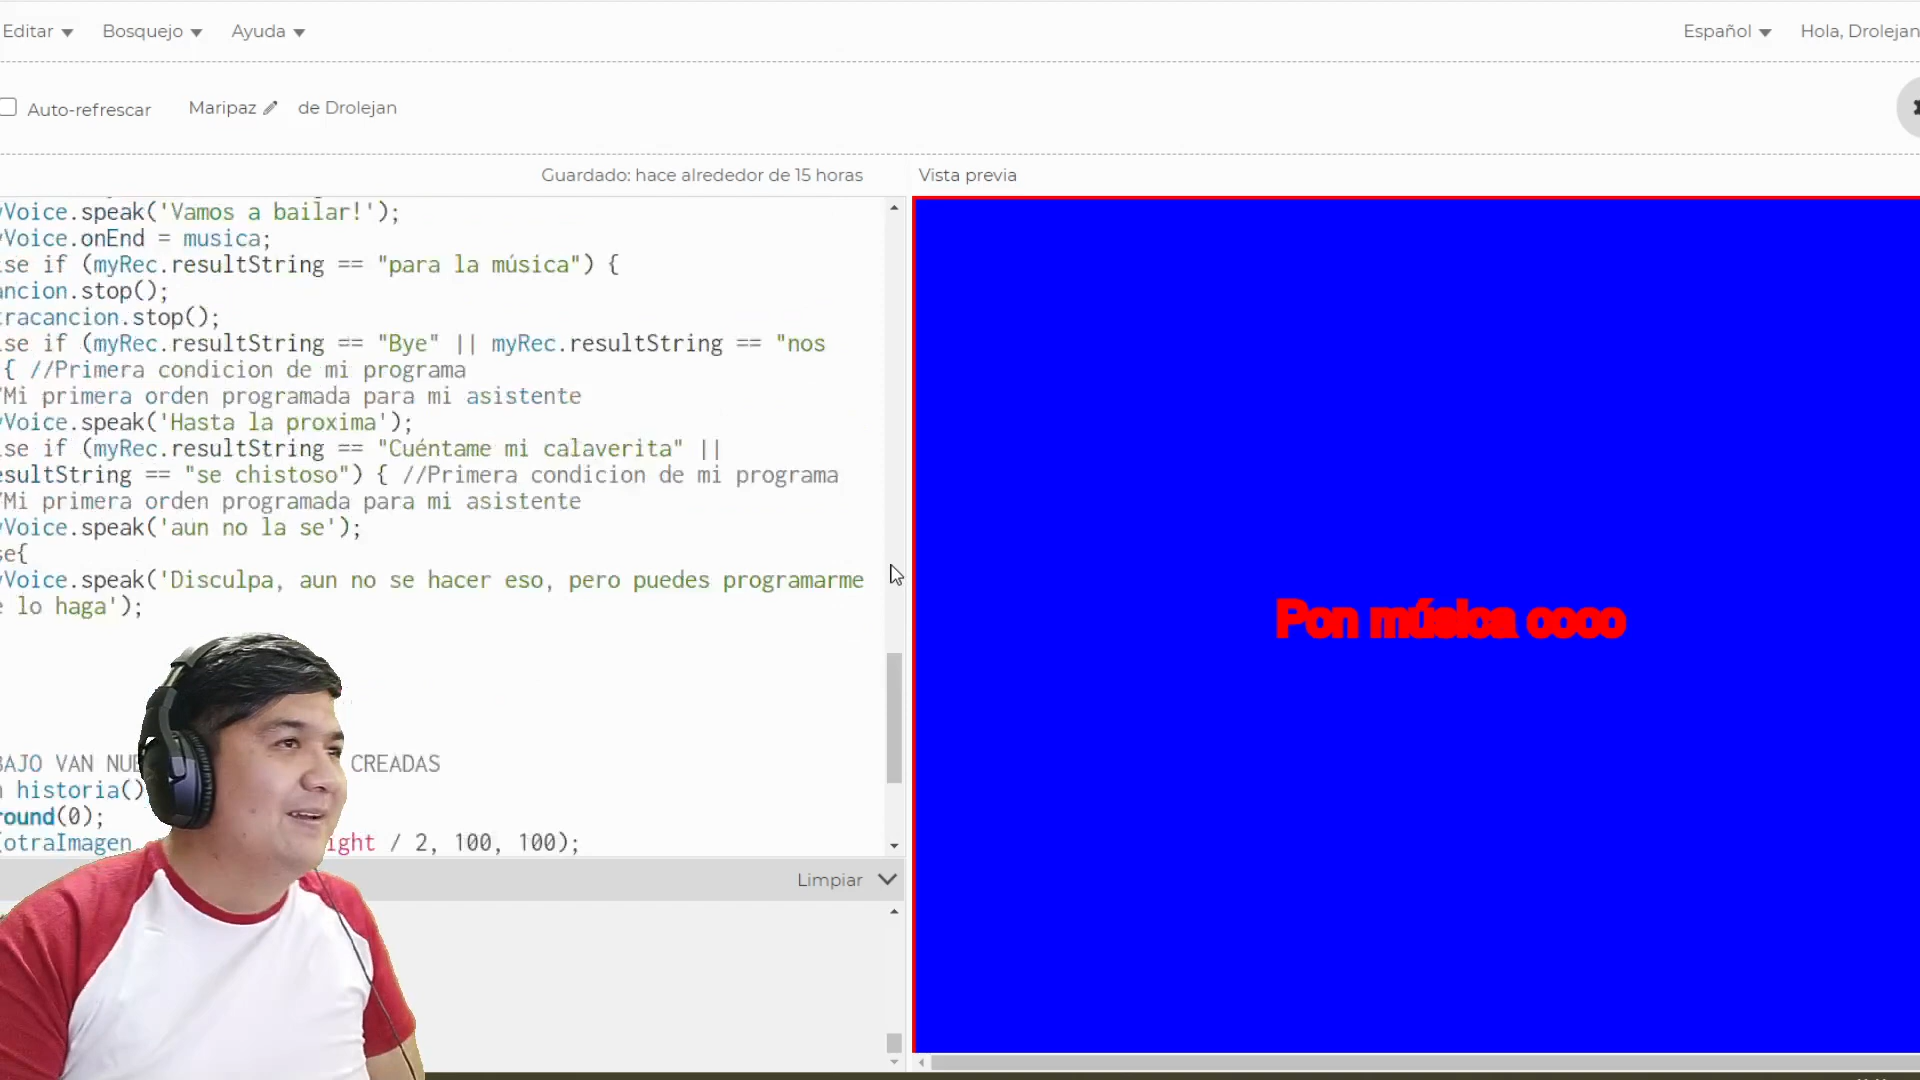 Editar Bosquejo Ayuda Español Hola, Drolejan
Auto-refrescar Maripaz de Drolejan
Guardado: hace alrededor de 15 horas Vista previa
Voice.speak('Vamos a bailar!');
Voice.onEnd = musica;
se if (myRec.resultString == "para la música") {
ancion.stop();
racancion.stop();
se if (myRec.resultString == "Bye" || myRec.resultString == "nos
{ //Primera condicion de mi programa
/Mi primera orden programada para mi asistente
Voice.speak('Hasta la proxima');
se if (myRec.resultString == "Cuéntame mi calaverita" ||
esultString == "se chistoso") { //Primera condicion de mi programa
/Mi primera orden programada para mi asistente
Voice.speak('aun no la se');
se{
Voice.speak('Disculpa, aun no se hacer eso, pero puedes programarme
e lo haga');
BAJO VAN NUE CREADAS
n historia()
round(0);
(otraImagen ight / 2, 100, 100);
Limpiar
Pon música cooo